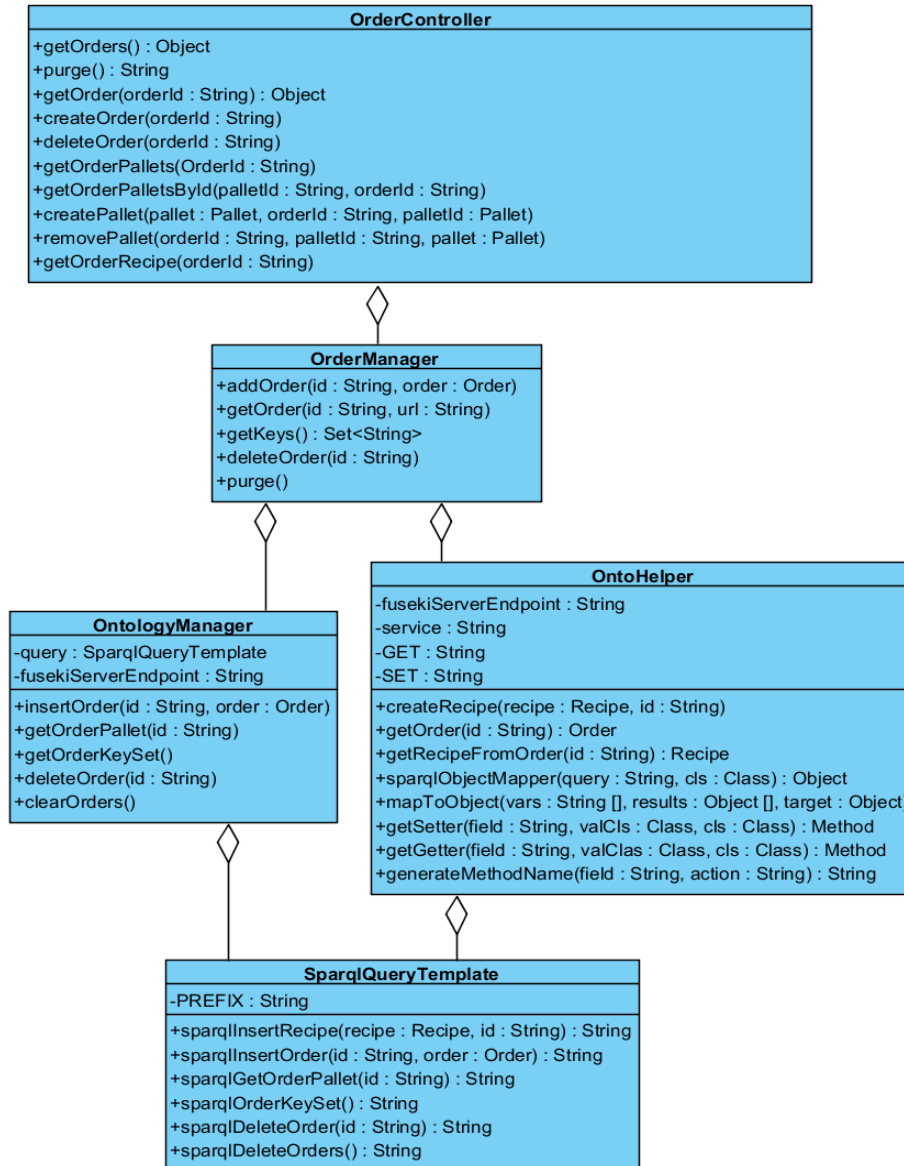 OrderController
+getOrders() : Object
+purge() : String
+getOrder(orderId : String) : Object
+createOrder(orderId : String)
+deleteOrder(orderId : String)
+getOrderPallets(OrderId : String)
+getOrderPalletsById(palletId : String, orderId : String)
+createPallet(pallet : Pallet, orderId : String, palletId : Pallet)
+removePallet(orderId : String, palletId : String, pallet : Pallet)
+getOrderRecipe(orderId : String)
OrderManager
+addOrder(id : String, order : Order)
+getOrder(id : String, url : String)
+getKeys() : Set<String>
+deleteOrder(id : String)
+purge()
OntologyManager
-query : SparqlQueryTemplate
-fusekiServerEndpoint : String
+insertOrder(id : String, order : Order)
+getOrderPallet(id : String)
+getOrderKeySet()
+deleteOrder(id : String)
+clearOrders()
OntoHelper
-fusekiServerEndpoint : String
-service : String
-GET : String
-SET : String
+createRecipe(recipe : Recipe, id : String)
+getOrder(id : String) : Order
+getRecipeFromOrder(id : String) : Recipe
+sparqlObjectMapper(query : String, cls : Class) : Object
+mapToObject(vars : String [], results : Object [], target : Object)
+getSetter(field : String, valCls : Class, cls : Class) : Method
+getGetter(field : String, valClas : Class, cls : Class) : Method
+generateMethodName(field : String, action : String) : String
SparqlQueryTemplate
-PREFIX : String
+sparqlInsertRecipe(recipe : Recipe, id : String) : String
+sparqlInsertOrder(id : String, order : Order) : String
+sparqlGetOrderPallet(id : String) : String
+sparqlOrderKeySet() : String
+sparqlDeleteOrder(id : String) : String
+sparqlDeleteOrders() : String